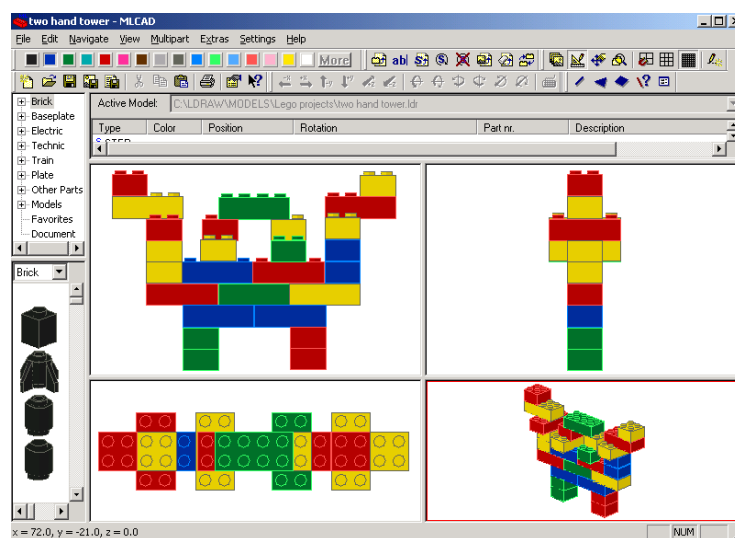 two hand tower - MLCAD
File Edit Navigate View Multipart Extras Settings Help
More
abl
Brick
Baseplate
Electric
Technic
Train
Plate
Other Parts
Models
Favorites
Document
Active Model: C:\LDRAW\MODELS\Lego projects\two hand tower.ldr
Type Color Position Rotation Part nr. Description
Brick
x = 72.0, y = -21.0, z = 0.0
NUM